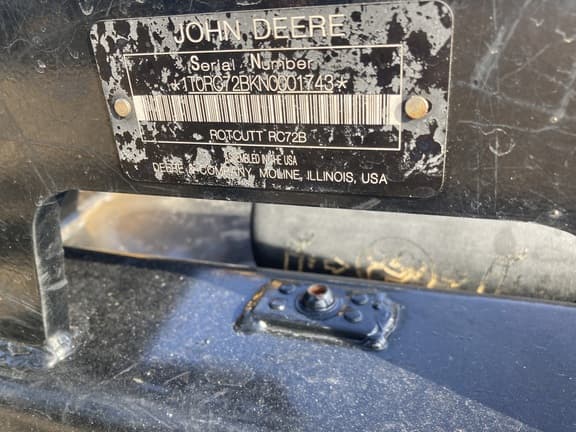 JOHN DEERE
Serial Number
*1T0RC72BKN0001743*
ROTCUTT RC72B
ASSEMBLED IN THE USA
DEERE & COMPANY, MOLINE, ILLINOIS, USA